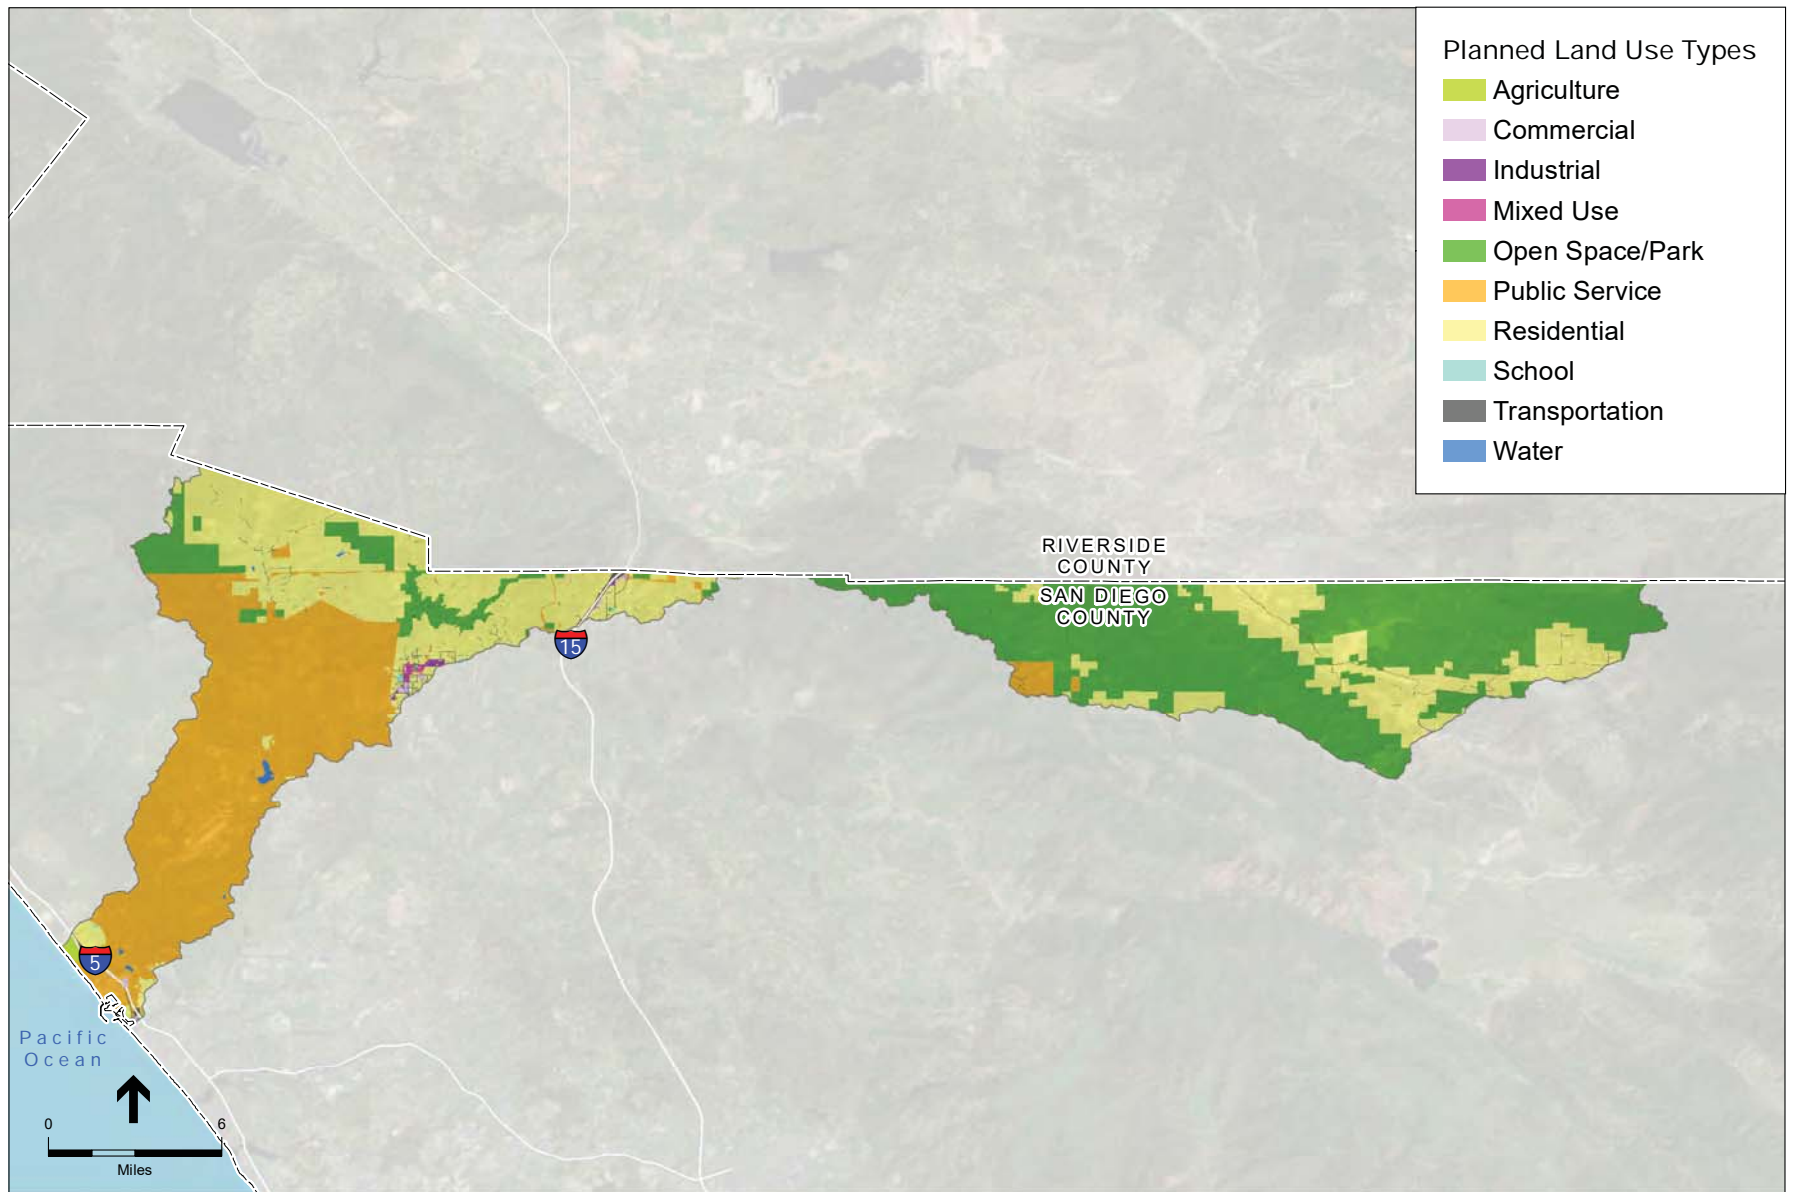 Planned Land Use Types
Agriculture
Commercial
Industrial
Mixed Use
Open Space/Park
Public Service
Residential
School
Transportation
Water
RIVERSIDE
COUNTY
SAN DIEGO
COUNTY
15
5
Pacific
Ocean
0 6
Miles